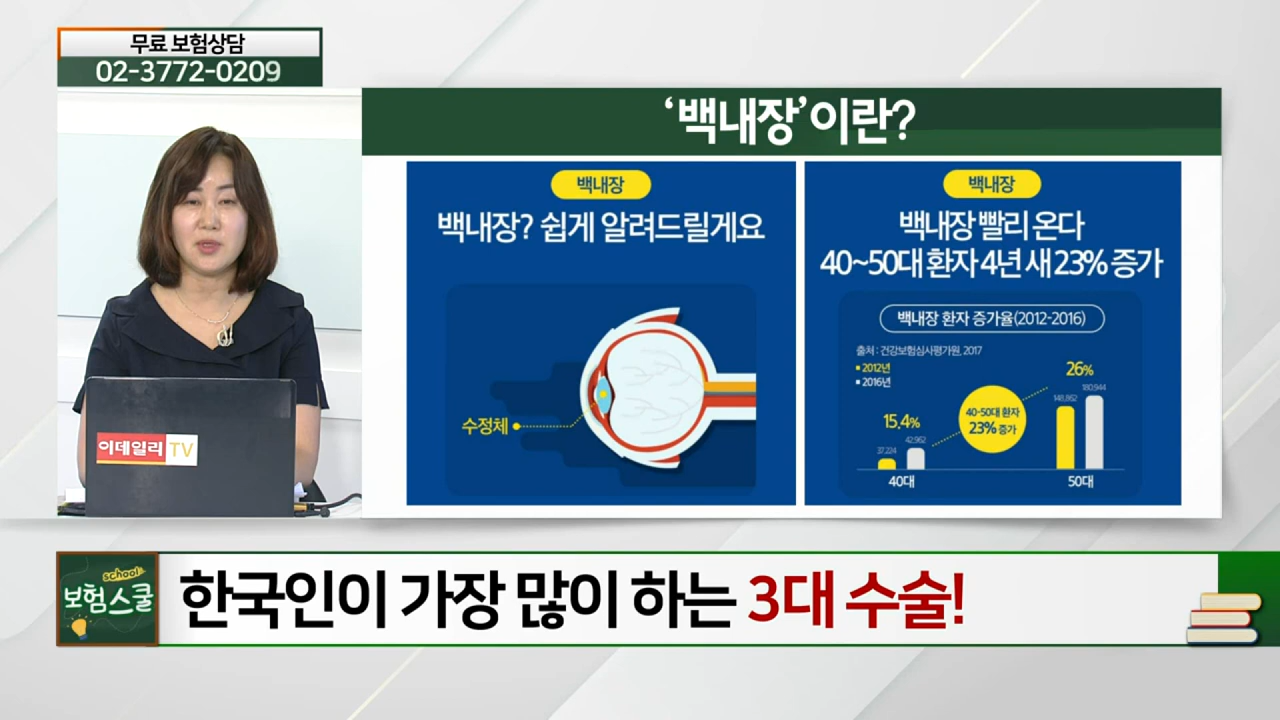 무료 보험상담
02-3772-0209
‘백내장’이란?
백내장
백내장? 쉽게 알려드릴게요
수정체
백내장
백내장 빨리 온다
40~50대 환자 4년 새 23% 증가
백내장 환자 증가율(2012-2016)
출처 : 건강보험심사평가원, 2017
2012년
2016년
15.4%
37,224
42,962
40대
40-50대 환자
23% 증가
26%
148,862
180,944
50대
이데일리TV
school
보험스쿨
한국인이 가장 많이 하는 3대 수술!